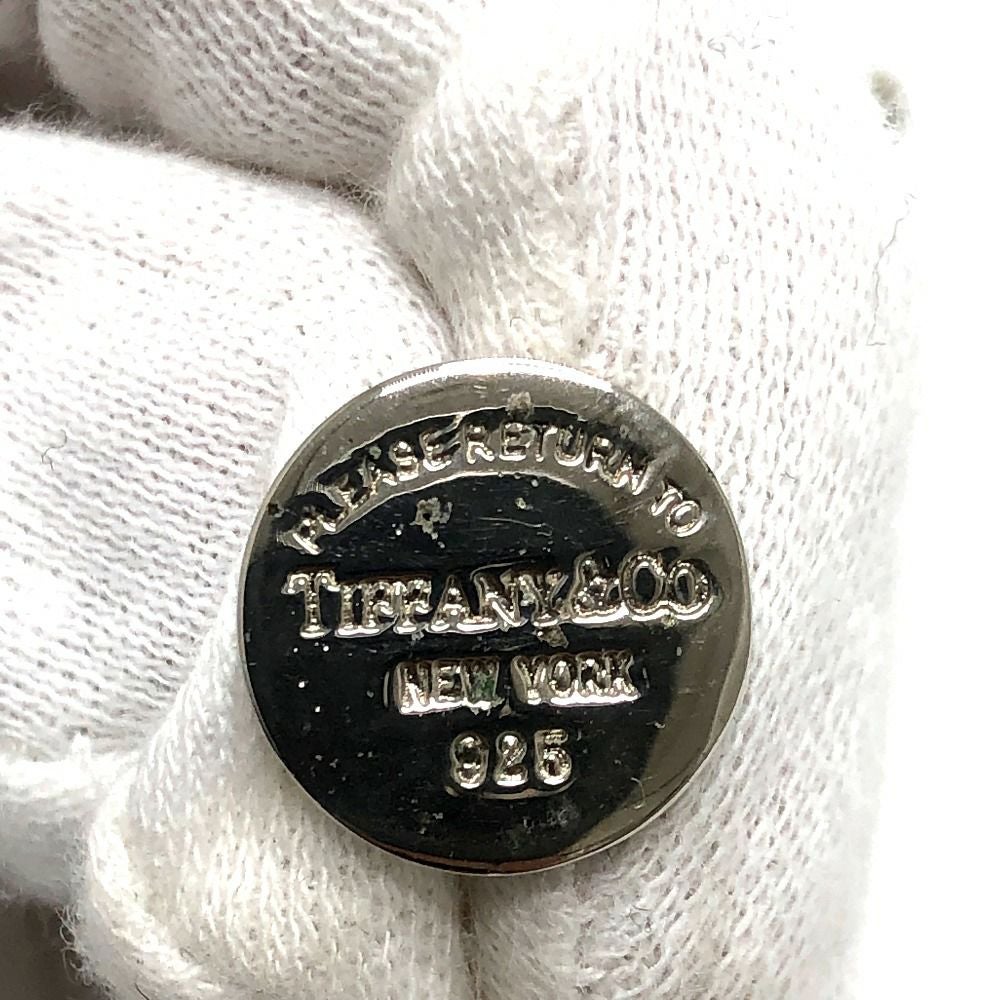 PLEASE RETURN TO
TIFFANY & CO
NEW YORK
925